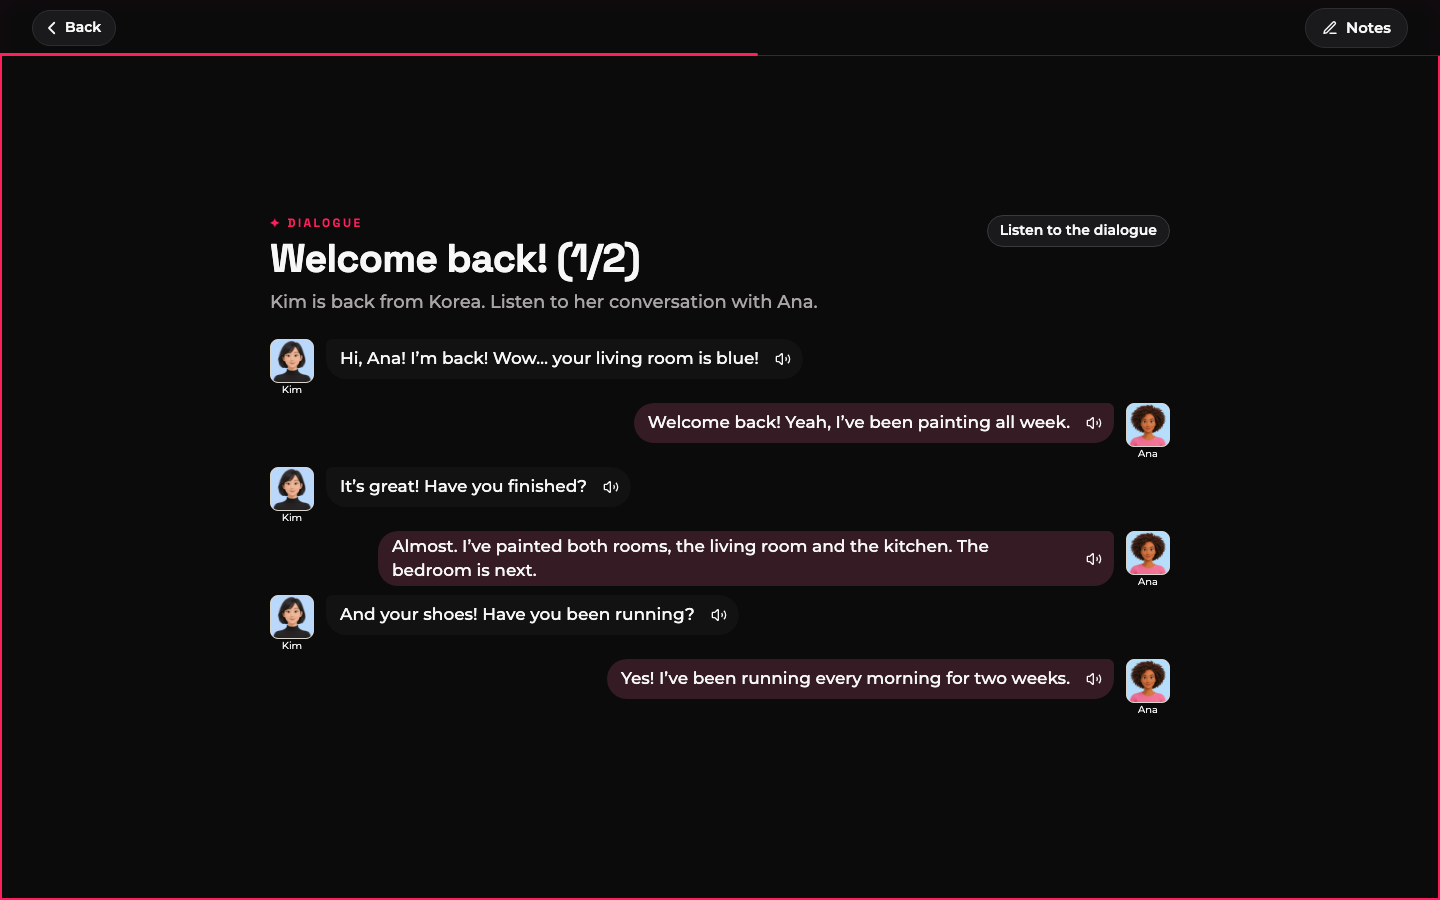 Back
Notes
DIALOGUE
Listen to the dialogue
Welcome back! (1/2)
Kim is back from Korea. Listen to her conversation with Ana.
Hi, Ana! I’m back! Wow... your living room is blue!
Kim
Welcome back! Yeah, I’ve been painting all week.
Ana
It’s great! Have you finished?
Kim
Almost. I’ve painted both rooms, the living room and the kitchen. The
bedroom is next.
Ana
And your shoes! Have you been running?
Kim
Yes! I’ve been running every morning for two weeks.
Ana